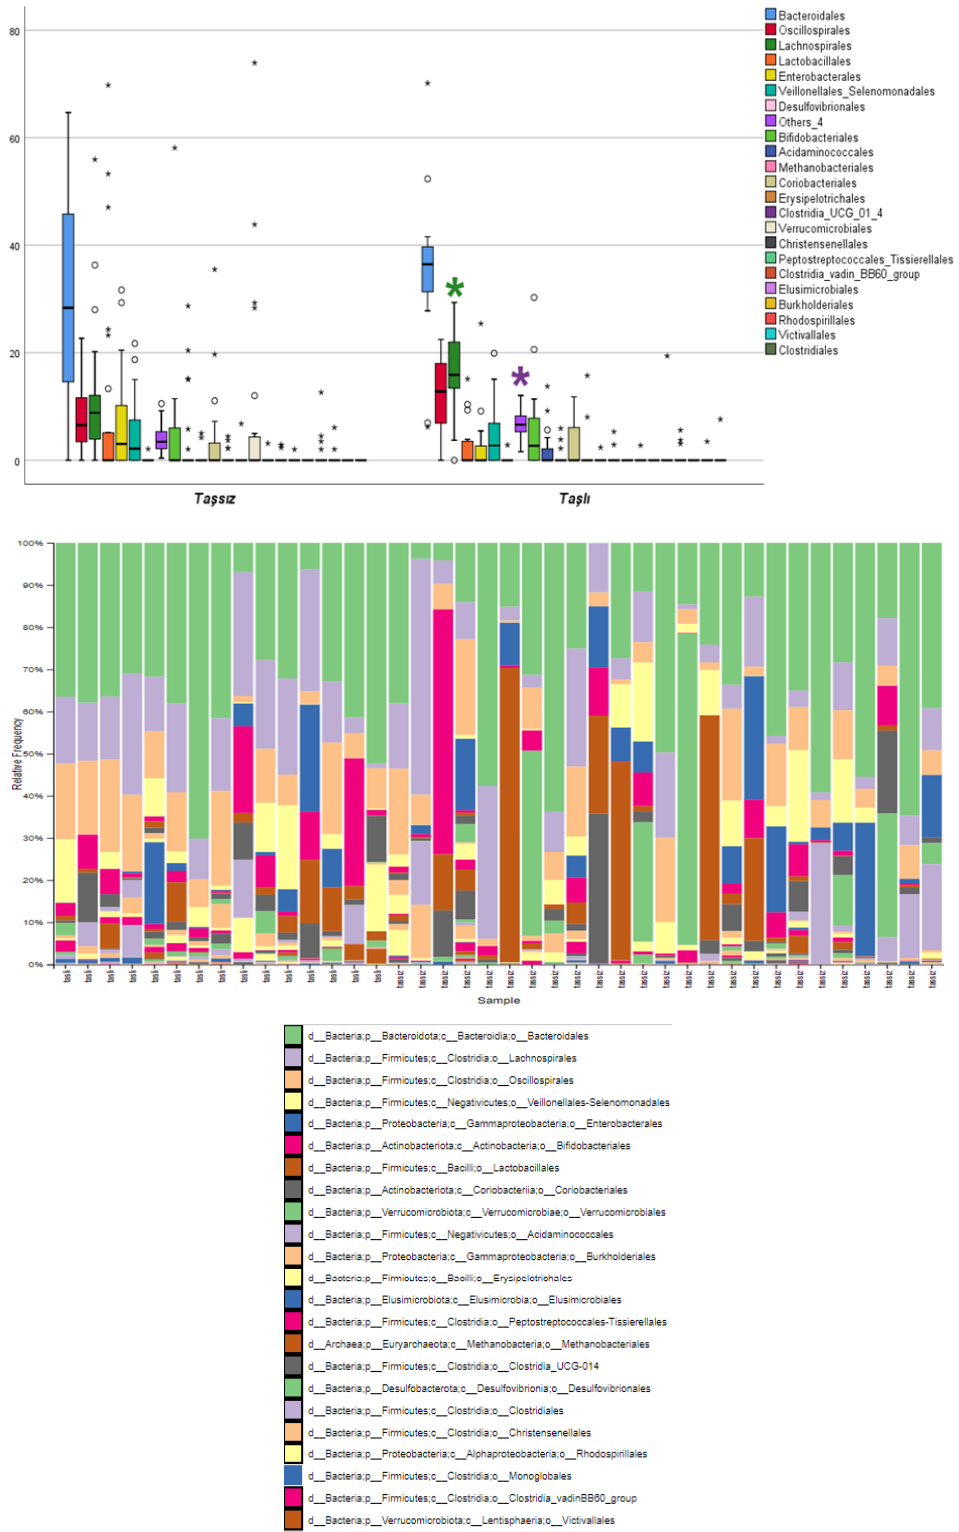 80
60
40
20
0
Taşsız
Taşlı
Bacteroidales
Oscillospirales
Lachnospirales
Lactobacillales
Enterobacterales
Veillonellales_Selenomonadales
Desulfovibrionales
Others_4
Bifidobacteriales
Acidaminococcales
Methanobacteriales
Coriobacteriales
Erysipelotrichales
Clostridia_UCG_01_4
Verrucomicrobiales
Christensenellales
Peptostreptococcales_Tissierellales
Clostridia_vadin_BB60_group
Elusimicrobiales
Burkholderiales
Rhodospirillales
Victivallales
Clostridiales
100%
90%
80%
70%
60%
50%
40%
30%
20%
10%
0%
Relative Frequency
Sample
d__Bacteria;p__Bacteroidota;c__Bacteroidia;o__Bacteroidales
d__Bacteria;p__Firmicutes;c__Clostridia;o__Lachnospirales
d__Bacteria;p__Firmicutes;c__Clostridia;o__Oscillospirales
d__Bacteria;p__Firmicutes;c__Negativicutes;o__Veillonellales-Selenomonadales
d__Bacteria;p__Proteobacteria;c__Gammaproteobacteria;o__Enterobacterales
d__Bacteria;p__Actinobacteriota;c__Actinobacteria;o__Bifidobacteriales
d__Bacteria;p__Firmicutes;c__Bacilli;o__Lactobacillales
d__Bacteria;p__Actinobacteriota;c__Coriobacteriia;o__Coriobacteriales
d__Bacteria;p__Verrucomicrobiota;c__Verrucomicrobiae;o__Verrucomicrobiales
d__Bacteria;p__Firmicutes;c__Negativicutes;o__Acidaminococcales
d__Bacteria;p__Proteobacteria;c__Gammaproteobacteria;o__Burkholderiales
d__Bacteria;p__Firmicutes;c__Bacilli;o__Erysipelotrichales
d__Bacteria;p__Elusimicrobiota;c__Elusimicrobia;o__Elusimicrobiales
d__Bacteria;p__Firmicutes;c__Clostridia;o__Peptostreptococcales-Tissierellales
d__Archaea;p__Euryarchaeota;c__Methanobacteria;o__Methanobacteriales
d__Bacteria;p__Firmicutes;c__Clostridia;o__Clostridia_UCG-014
d__Bacteria;p__Desulfobacterota;c__Desulfovibrionia;o__Desulfovibrionales
d__Bacteria;p__Firmicutes;c__Clostridia;o__Clostridiales
d__Bacteria;p__Firmicutes;c__Clostridia;o__Christensenellales
d__Bacteria;p__Proteobacteria;c__Alphaproteobacteria;o__Rhodospirillales
d__Bacteria;p__Firmicutes;c__Clostridia;o__Monoglobales
d__Bacteria;p__Firmicutes;c__Clostridia;o__Clostridia_vadinBB60_group
d__Bacteria;p__Verrucomicrobiota;c__Lentisphaeria;o__Victivallales